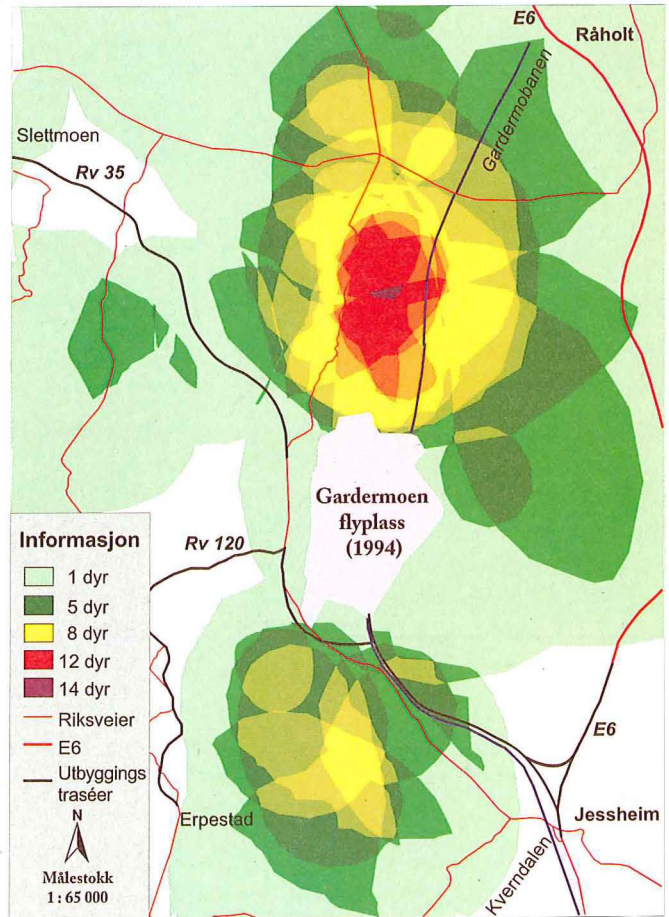 E6
Råholt
Gardermobanen
Slettmoen
Rv 35
Gardermoen
flyplass
(1994)
Rv 120
Informasjon
1 dyr
5 dyr
8 dyr
12 dyr
14 dyr
Riksveier
E6
Utbyggings
traséer
N
Målestokk
1 : 65 000
Erpestad
E6
Jessheim
Kverndalen